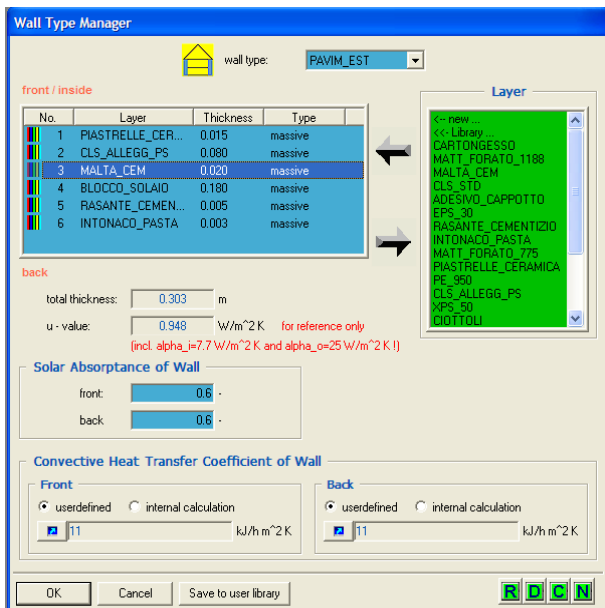 Wall Type Manager
wall type: PAVIM_EST
front / inside
No. Layer Thickness Type
1 PIASTRELLE_CER... 0.015 massive
2 CLS_ALLEGG_PS 0.080 massive
3 MALTA_CEM 0.020 massive
4 BLOCCO_SOLAIO 0.180 massive
5 RASANTE_CEMEN... 0.005 massive
6 INTONACO_PASTA 0.003 massive
back
Layer
<-- new ...
<<- Library ...
CARTONGESSO
MATT_FORATO_1188
MALTA_CEM
CLS_STD
ADESIVO_CAPPOTTO
EPS_30
RASANTE_CEMENTIZIO
INTONACO_PASTA
MATT_FORATO_775
PIASTRELLE_CERAMICA
PE_950
CLS_ALLEGG_PS
XPS_50
CIOTTOLI
total thickness: 0.303 m
u - value: 0.948 W/m^2 K for reference only
(incl. alpha_i=7.7 W/m^2 K and alpha_o=25 W/m^2 K !)
Solar Absorptance of Wall
front: 0.6 -
back 0.6 -
Convective Heat Transfer Coefficient of Wall
Front
userdefined internal calculation
11 kJ/h m^2 K
Back
userdefined internal calculation
11 kJ/h m^2 K
OK Cancel Save to user library R D C N